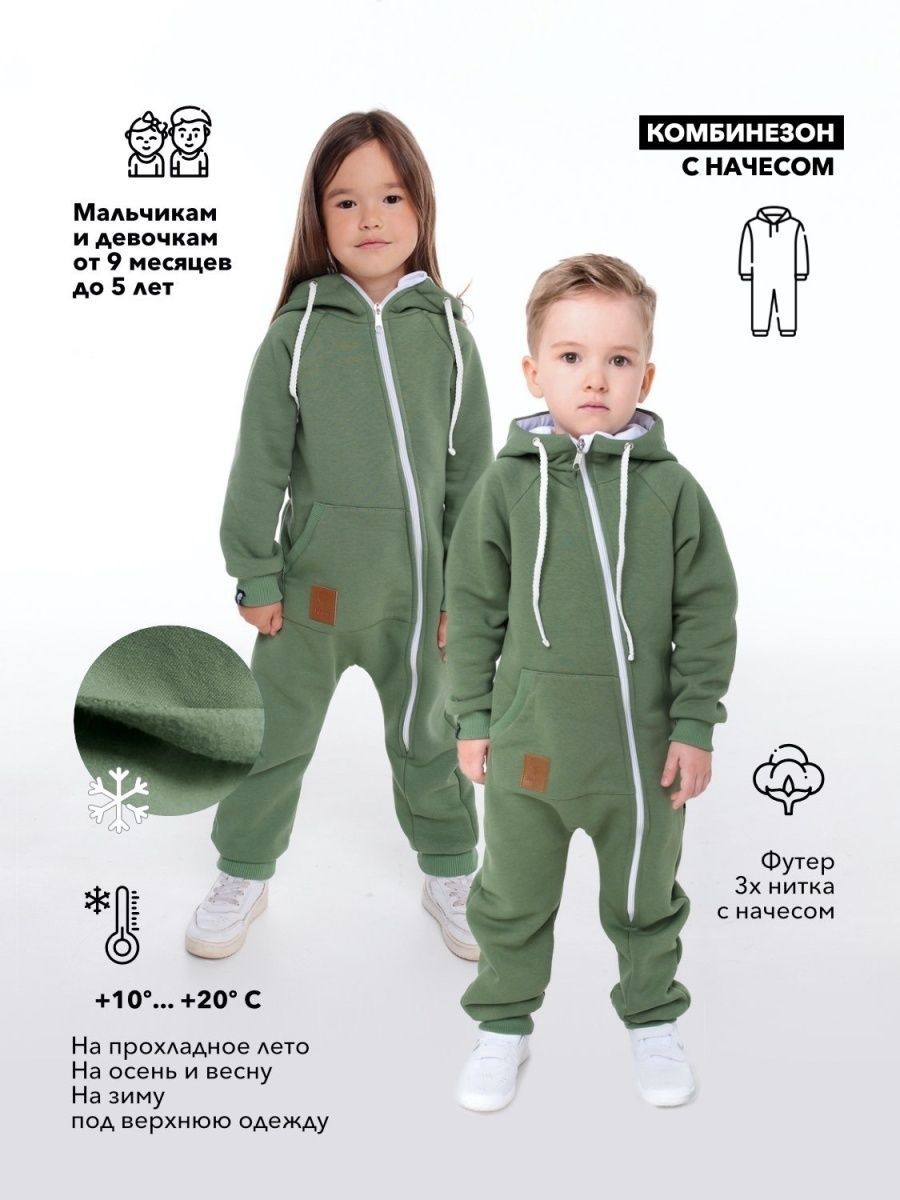 Мальчикам
и девочкам
от 9 месяцев
до 5 лет
КОМБИНЕЗОН
С НАЧЕСОМ
Футер
3х нитка
с начесом
+10°... +20° С
На прохладное лето
На осень и весну
На зиму
под верхнюю одежду